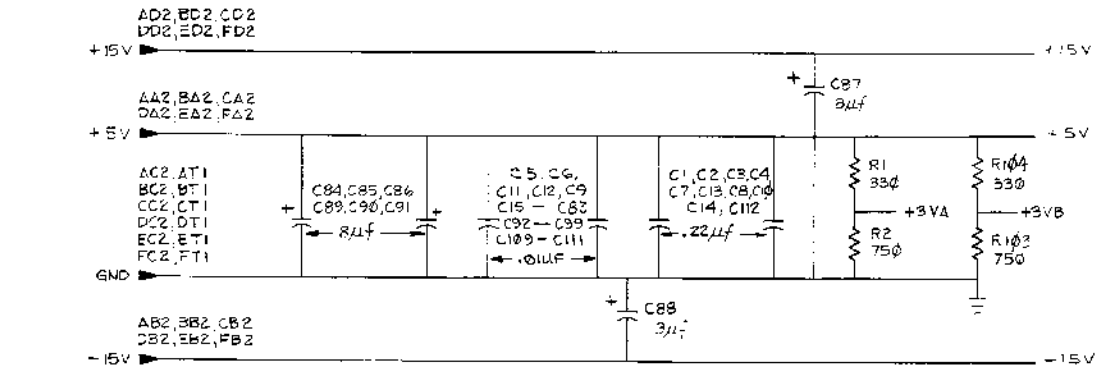 AD2, BD2, CD2
DD2, ED2, FD2
+15V
+15V
+ C87
3µf
AA2, BA2, CA2
DA2, EA2, FA2
+5V
+5V
AC2, AT1
BC2, BT1
CC2, CT1
DC2, DT1
EC2, ET1
FC2, FT1
GND
C84, C85, C86
C89, C90, C91
+ +
8µf
C5, C6,
C11, C12, C9
C15 – C83
C92 – C99
C109 – C111
.01UF
C1, C2, C3, C4
C7, C13, C8, C10
C14, C112
.22µf
R1
330
+3VA
R2
750
R104
330
+3VB
R103
750
+ C88
3µf
AB2, BB2, CB2
DB2, EB2, FB2
-15V
-15V